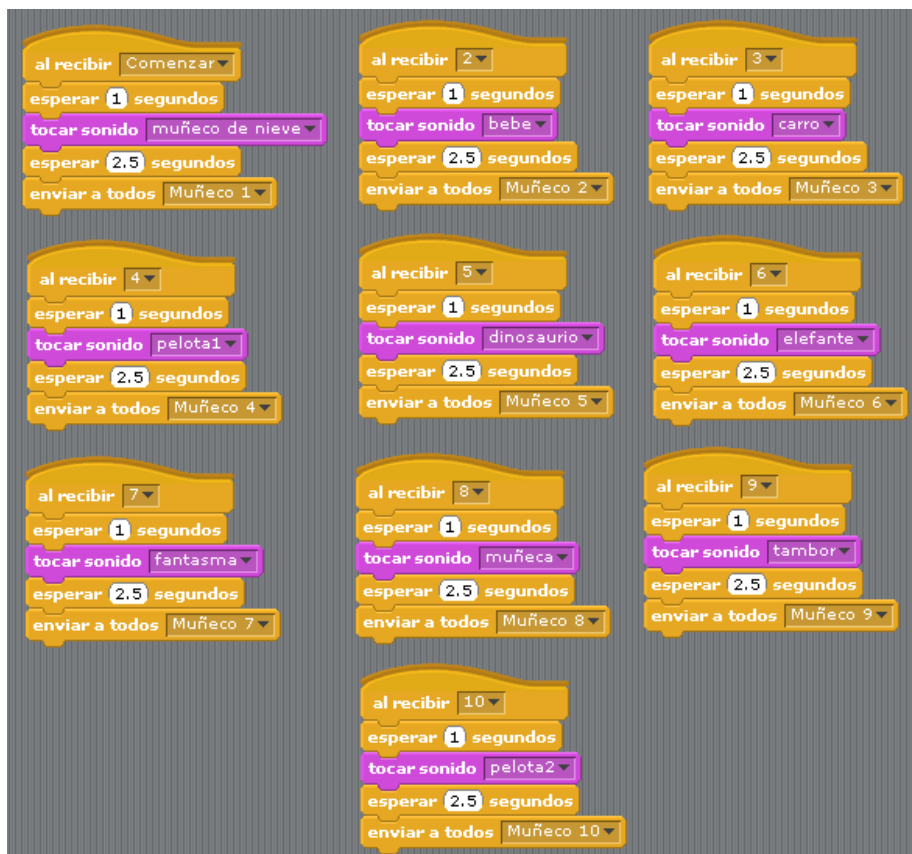 al recibir Comenzar
esperar 1 segundos
tocar sonido muñeco de nieve
esperar 2.5 segundos
enviar a todos Muñeco 1
al recibir 2
esperar 1 segundos
tocar sonido bebe
esperar 2.5 segundos
enviar a todos Muñeco 2
al recibir 3
esperar 1 segundos
tocar sonido carro
esperar 2.5 segundos
enviar a todos Muñeco 3
al recibir 4
esperar 1 segundos
tocar sonido pelota1
esperar 2.5 segundos
enviar a todos Muñeco 4
al recibir 5
esperar 1 segundos
tocar sonido dinosaurio
esperar 2.5 segundos
enviar a todos Muñeco 5
al recibir 6
esperar 1 segundos
tocar sonido elefante
esperar 2.5 segundos
enviar a todos Muñeco 6
al recibir 7
esperar 1 segundos
tocar sonido fantasma
esperar 2.5 segundos
enviar a todos Muñeco 7
al recibir 8
esperar 1 segundos
tocar sonido muñeca
esperar 2.5 segundos
enviar a todos Muñeco 8
al recibir 9
esperar 1 segundos
tocar sonido tambor
esperar 2.5 segundos
enviar a todos Muñeco 9
al recibir 10
esperar 1 segundos
tocar sonido pelota2
esperar 2.5 segundos
enviar a todos Muñeco 10